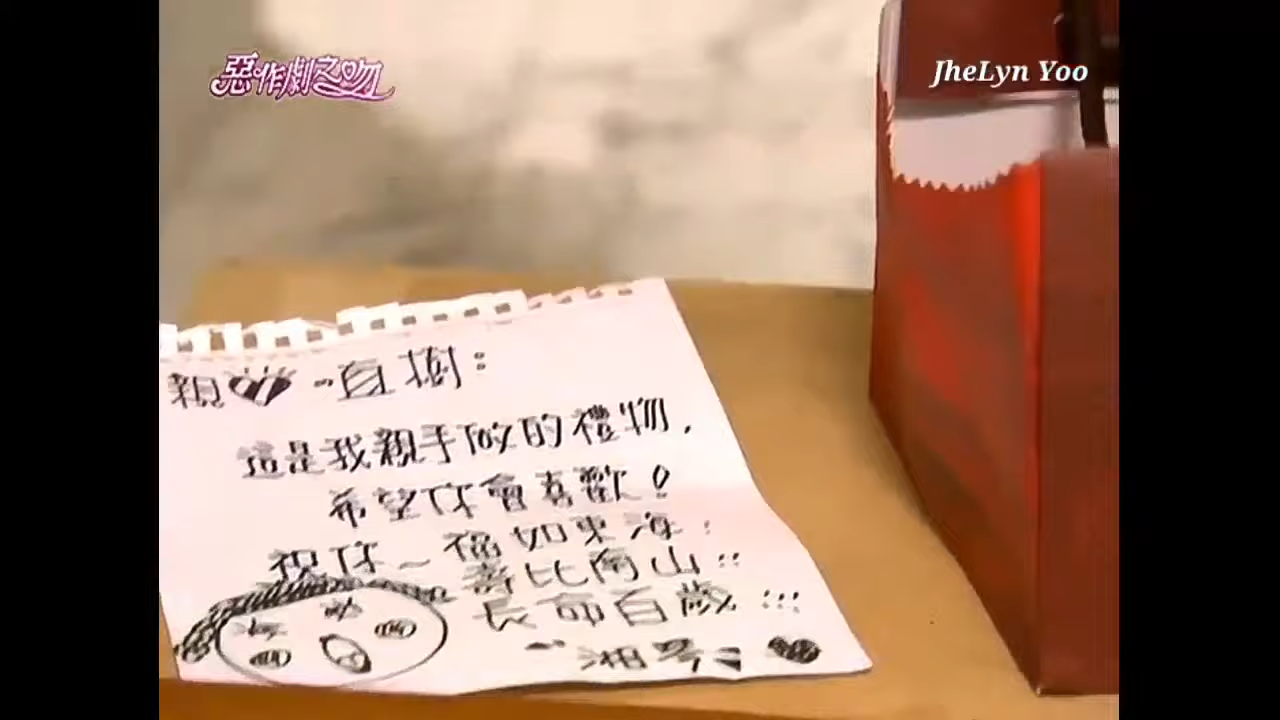 惡作劇之吻
JheLyn Yoo
親♥~直樹:
這是我親手做的禮物,
希望你會喜歡!
祝你~福如東海:
壽比南山::
長命百歲:::
湘琴 ♥